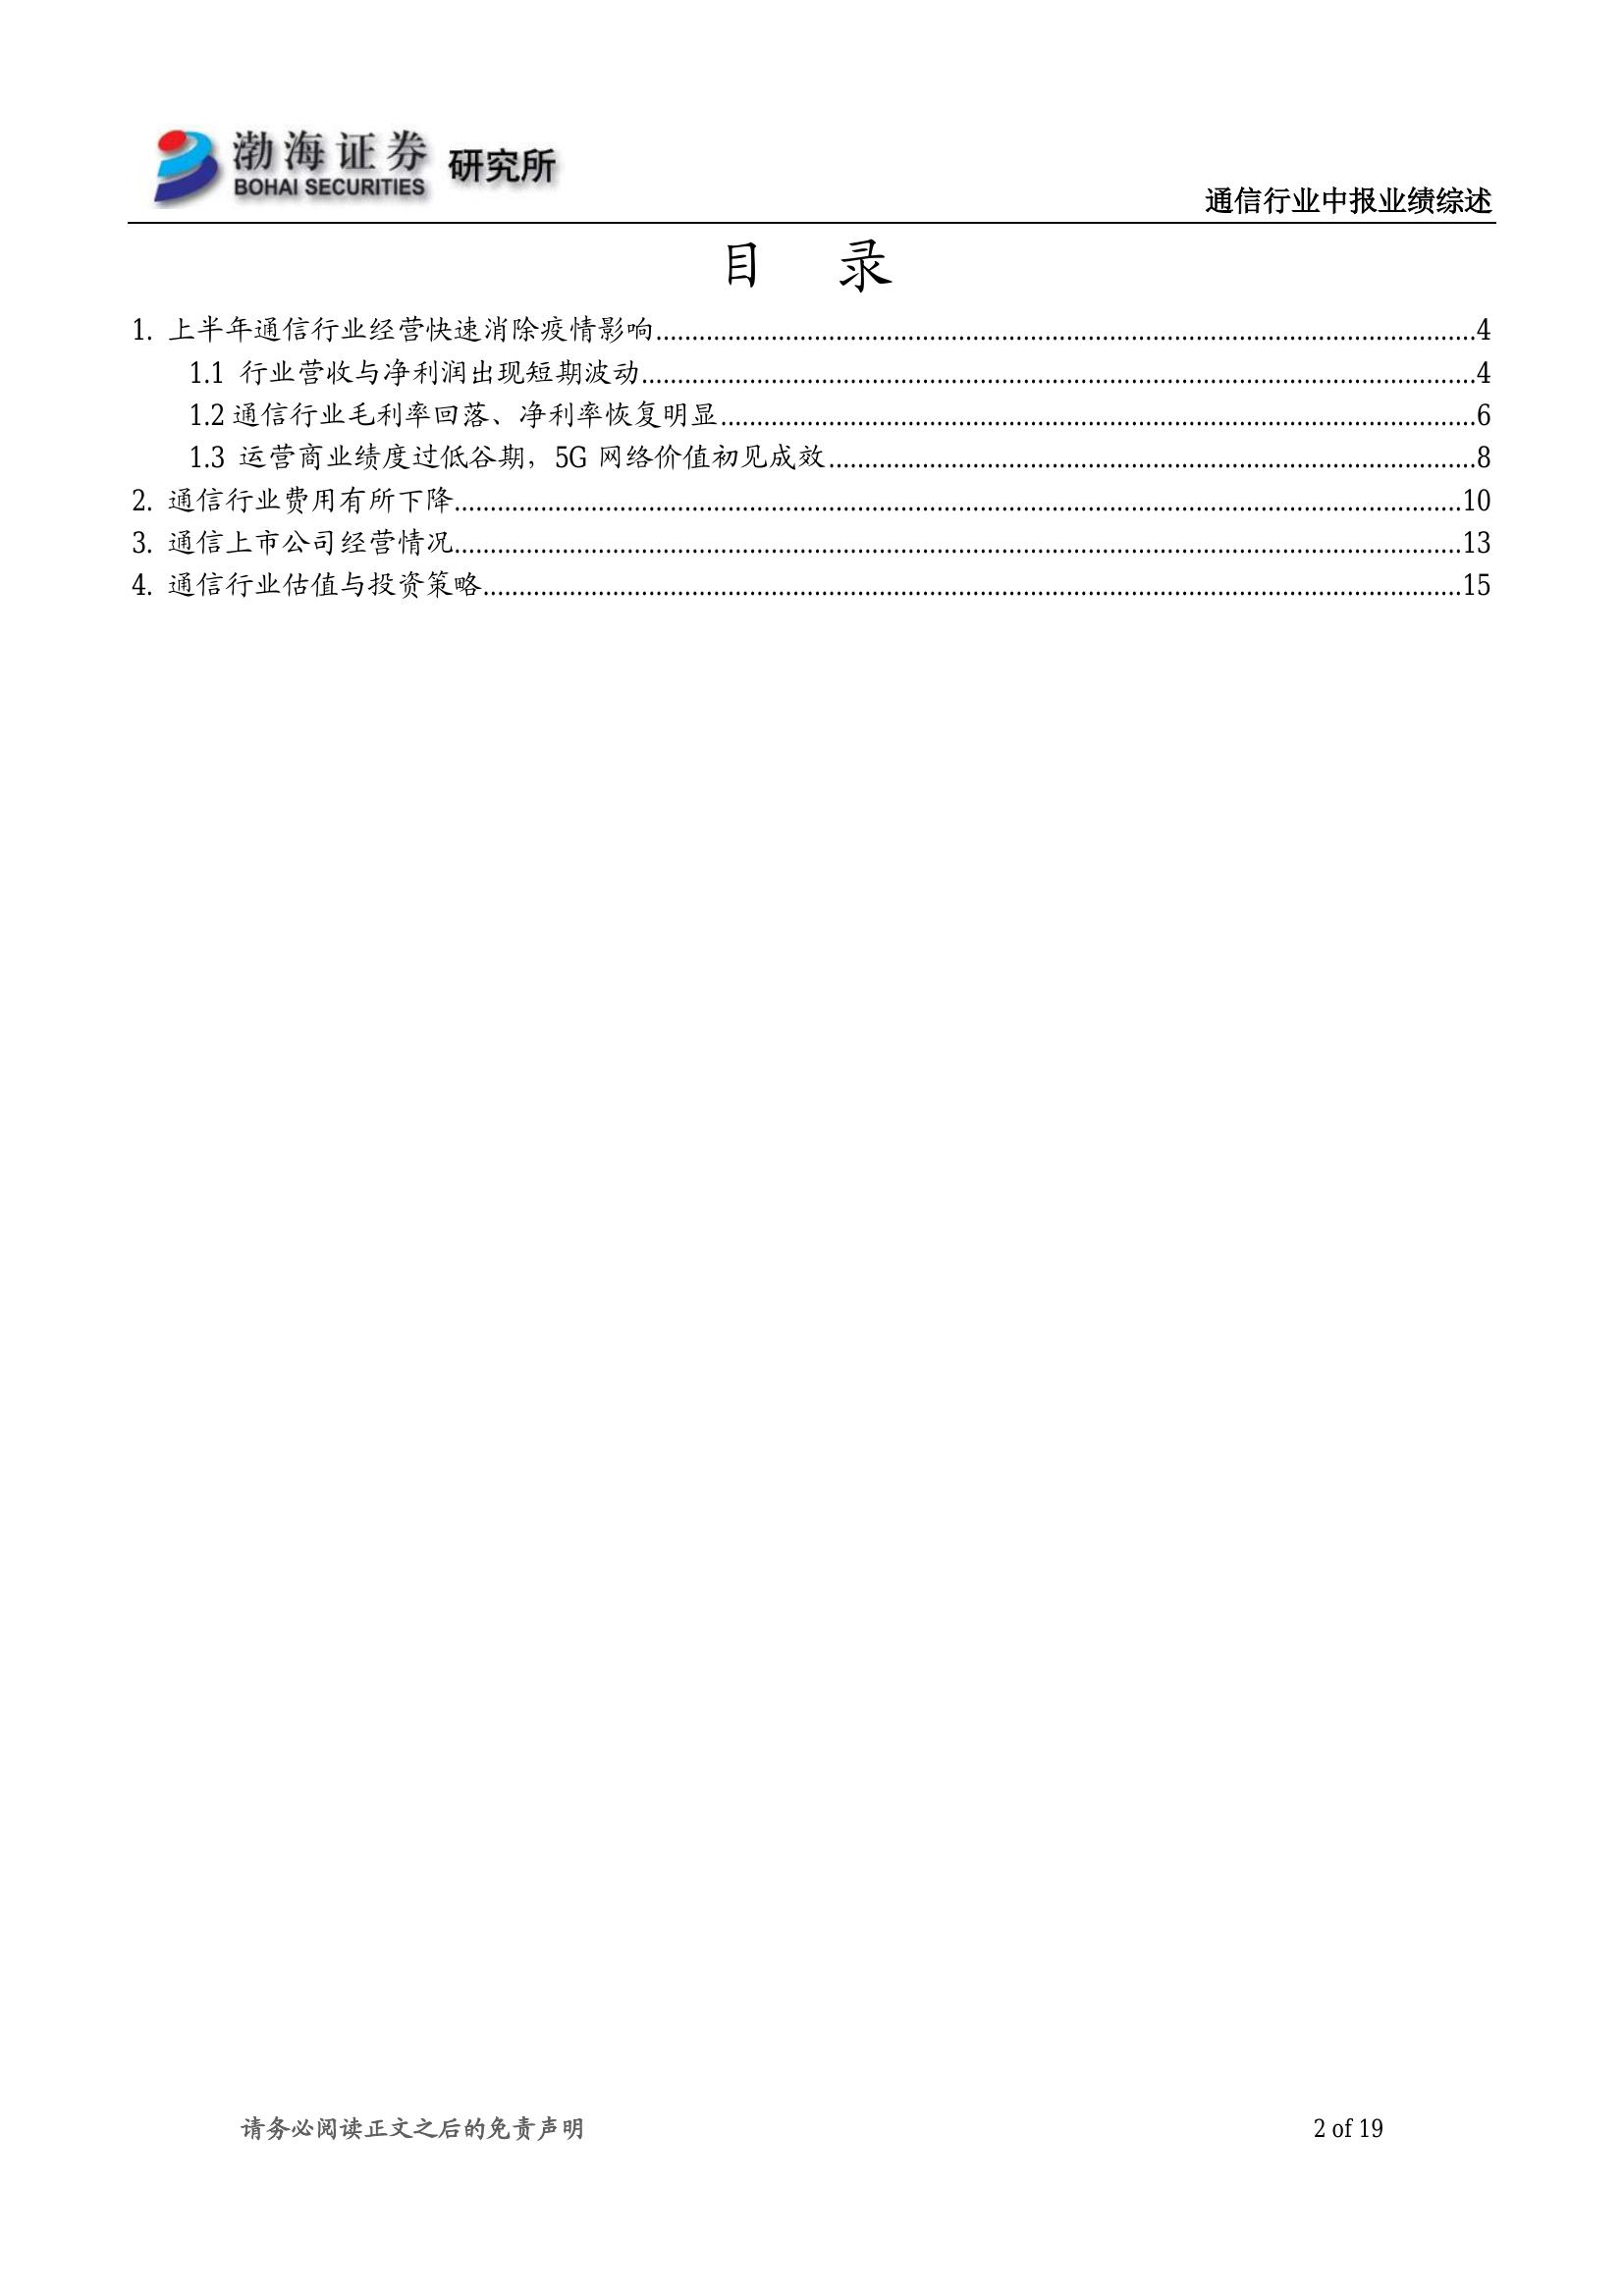 渤海证券 研究所
BOHAI SECURITIES
通信行业中报业绩综述
目 录
1. 上半年通信行业经营快速消除疫情影响........................................4
1.1 行业营收与净利润出现短期波动........................................4
1.2通信行业毛利率回落、净利率恢复明显........................................6
1.3 运营商业绩度过低谷期，5G 网络价值初见成效........................................8
2. 通信行业费用有所下降........................................10
3. 通信上市公司经营情况........................................13
4. 通信行业估值与投资策略........................................15
请务必阅读正文之后的免责声明
2 of 19